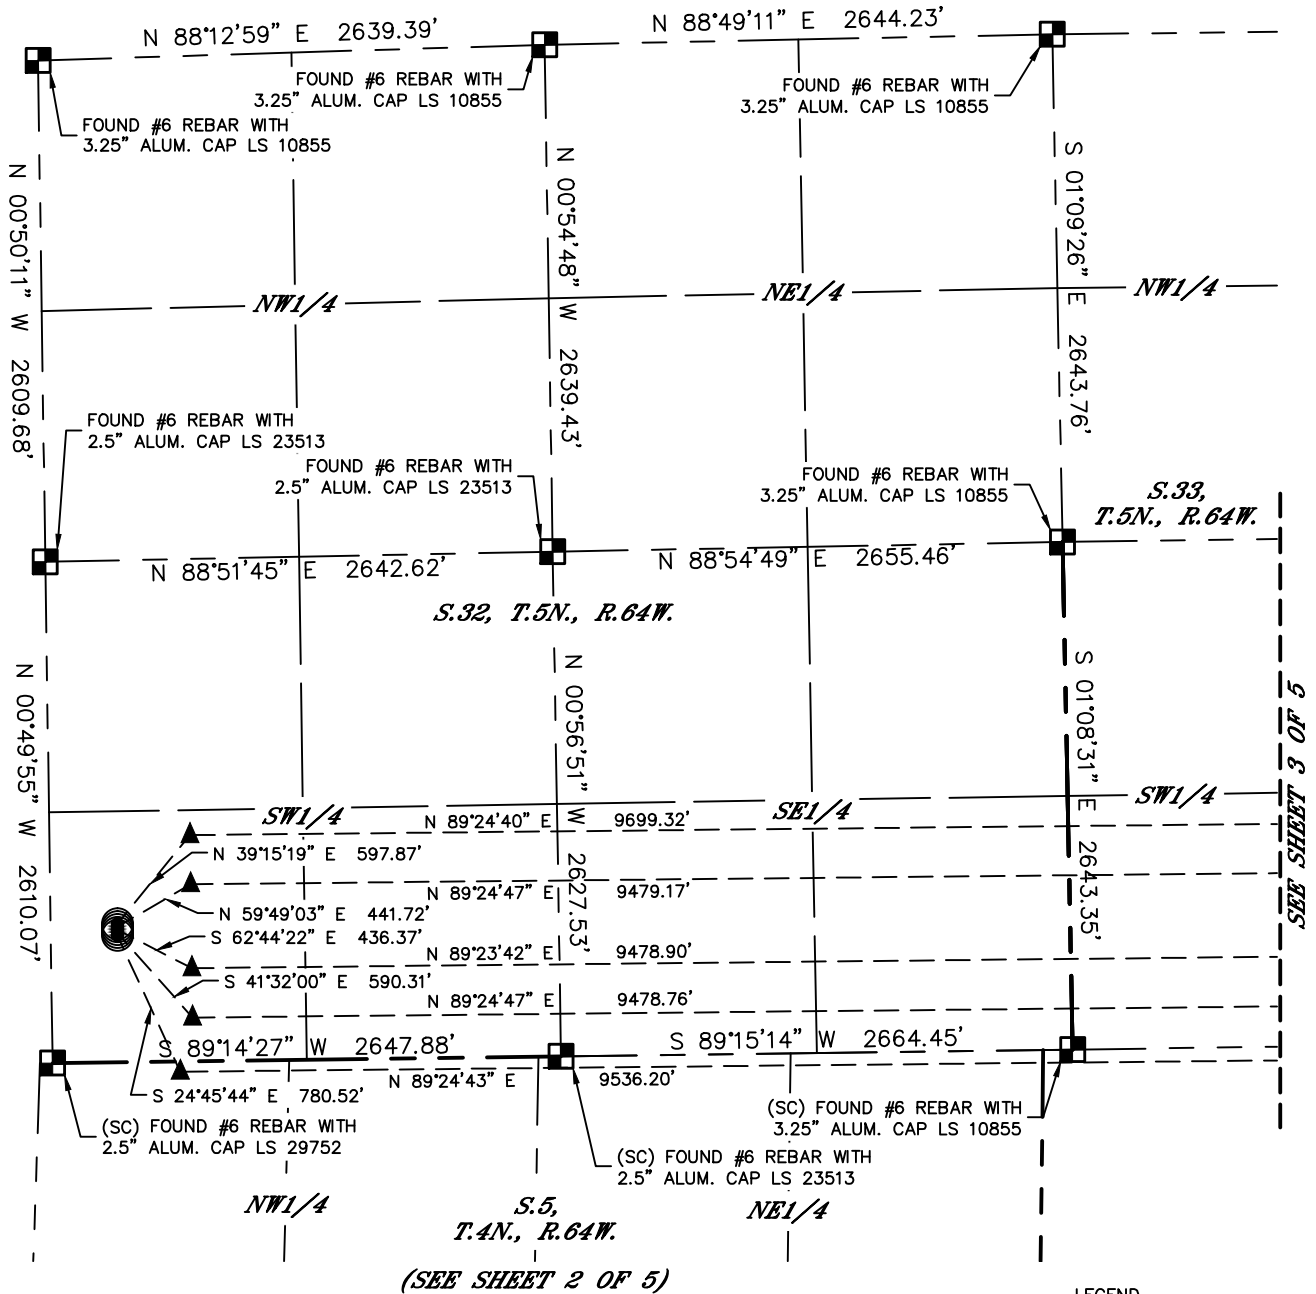 N 88°12'59" E 2639.39'
N 88°49'11" E 2644.23'
FOUND #6 REBAR WITH
3.25" ALUM. CAP LS 10855
FOUND #6 REBAR WITH
3.25" ALUM. CAP LS 10855
FOUND #6 REBAR WITH
3.25" ALUM. CAP LS 10855
N 00°50'11" W 2609.68'
N 00°54'48" W 2639.43'
S 01°09'26" E 2643.76'
NW1/4
NE1/4
NW1/4
FOUND #6 REBAR WITH
2.5" ALUM. CAP LS 23513
FOUND #6 REBAR WITH
2.5" ALUM. CAP LS 23513
FOUND #6 REBAR WITH
3.25" ALUM. CAP LS 10855
S.33,
T.5N., R.64W.
N 88°51'45" E 2642.62'
N 88°54'49" E 2655.46'
S.32, T.5N., R.64W.
N 00°49'55" W 2610.07'
N 00°56'51" W 2627.53'
S 01°08'31" E 2643.35'
SEE SHEET 3 OF 5
SW1/4
SE1/4
SW1/4
N 89°24'40" E 9699.32'
N 39°15'19" E 597.87'
N 89°24'47" E 9479.17'
N 59°49'03" E 441.72'
S 62°44'22" E 436.37'
N 89°23'42" E 9478.90'
S 41°32'00" E 590.31'
N 89°24'47" E 9478.76'
S 89°14'27" W 2647.88'
S 89°15'14" W 2664.45'
N 89°24'43" E 9536.20'
S 24°45'44" E 780.52'
(SC) FOUND #6 REBAR WITH
2.5" ALUM. CAP LS 29752
(SC) FOUND #6 REBAR WITH
3.25" ALUM. CAP LS 10855
(SC) FOUND #6 REBAR WITH
2.5" ALUM. CAP LS 23513
NW1/4
S.5,
T.4N., R.64W.
NE1/4
(SEE SHEET 2 OF 5)
LEGEND